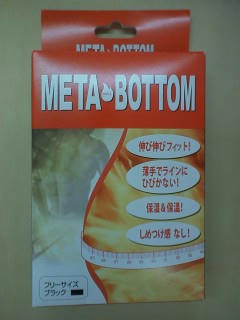 META BOTTOM
META BOTTOM
伸び伸びフィット!
薄手でラインに
ひびかない!
保湿&保温!
しめつけ感 なし!
フリーサイズ
ブラック